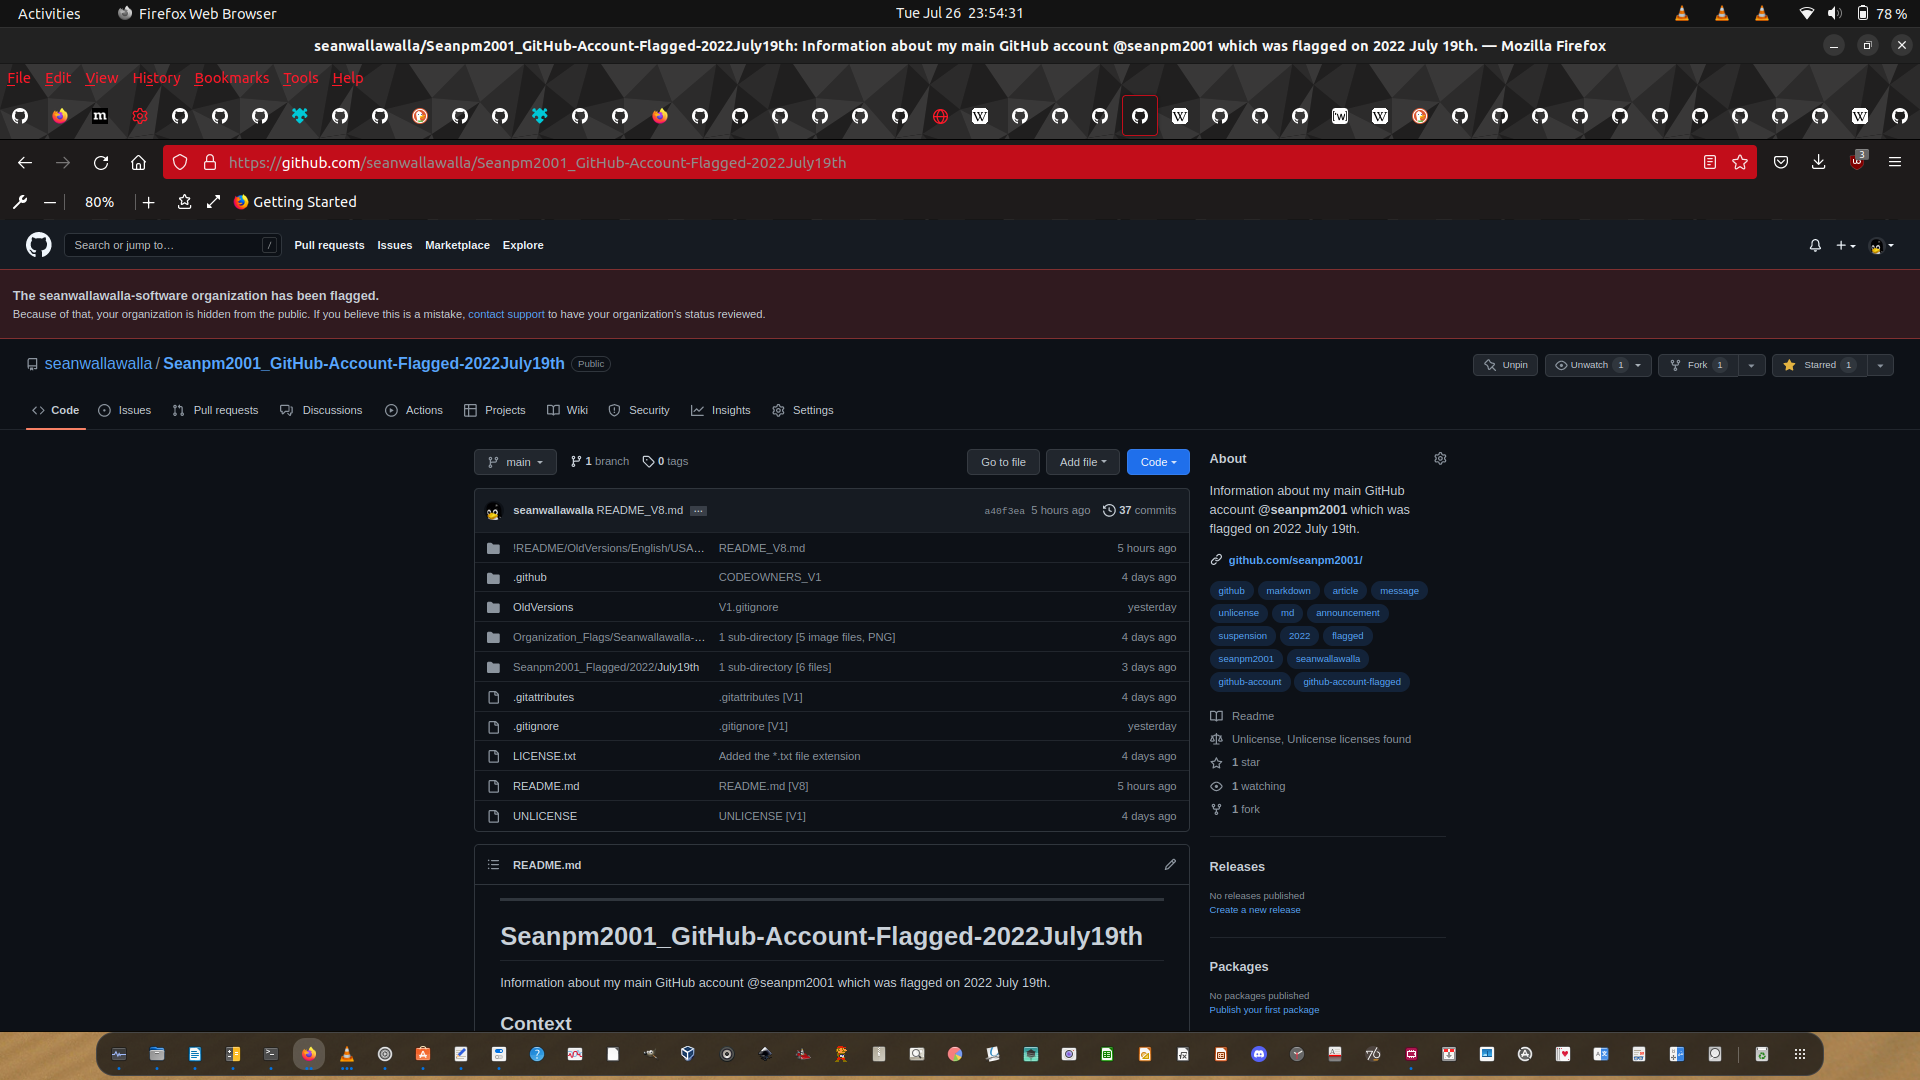 Activities
Firefox Web Browser
Tue Jul 26 23:54:31
78 %
seanwallawalla/Seanpm2001_GitHub-Account-Flagged-2022July19th: Information about my main GitHub account @seanpm2001 which was flagged on 2022 July 19th. — Mozilla Firefox
File Edit View History Bookmarks Tools Help
https://github.com/seanwallawalla/Seanpm2001_GitHub-Account-Flagged-2022July19th
3
80%
Getting Started
Search or jump to…
/
Pull requests Issues Marketplace Explore
The seanwallawalla-software organization has been flagged.
Because of that, your organization is hidden from the public. If you believe this is a mistake, contact support to have your organization's status reviewed.
seanwallawalla / Seanpm2001_GitHub-Account-Flagged-2022July19th Public
Unpin
Unwatch 1
Fork 1
Starred 1
Code Issues Pull requests Discussions Actions Projects Wiki Security Insights Settings
main
1 branch
0 tags
Go to file
Add file
Code
seanwallawalla README_V8.md ...
a40f3ea 5 hours ago
37 commits
!README/OldVersions/English/USA… README_V8.md 5 hours ago
.github CODEOWNERS_V1 4 days ago
OldVersions V1.gitignore yesterday
Organization_Flags/Seanwallawalla-… 1 sub-directory [5 image files, PNG] 4 days ago
Seanpm2001_Flagged/2022/July19th 1 sub-directory [6 files] 3 days ago
.gitattributes .gitattributes [V1] 4 days ago
.gitignore .gitignore [V1] yesterday
LICENSE.txt Added the *.txt file extension 4 days ago
README.md README.md [V8] 5 hours ago
UNLICENSE UNLICENSE [V1] 4 days ago
README.md
Seanpm2001_GitHub-Account-Flagged-2022July19th
Information about my main GitHub account @seanpm2001 which was flagged on 2022 July 19th.
Context
About
Information about my main GitHub
account @seanpm2001 which was
flagged on 2022 July 19th.
github.com/seanpm2001/
github markdown article message
unlicense md announcement
suspension 2022 flagged
seanpm2001 seanwallawalla
github-account github-account-flagged
Readme
Unlicense, Unlicense licenses found
1 star
1 watching
1 fork
Releases
No releases published
Create a new release
Packages
No packages published
Publish your first package